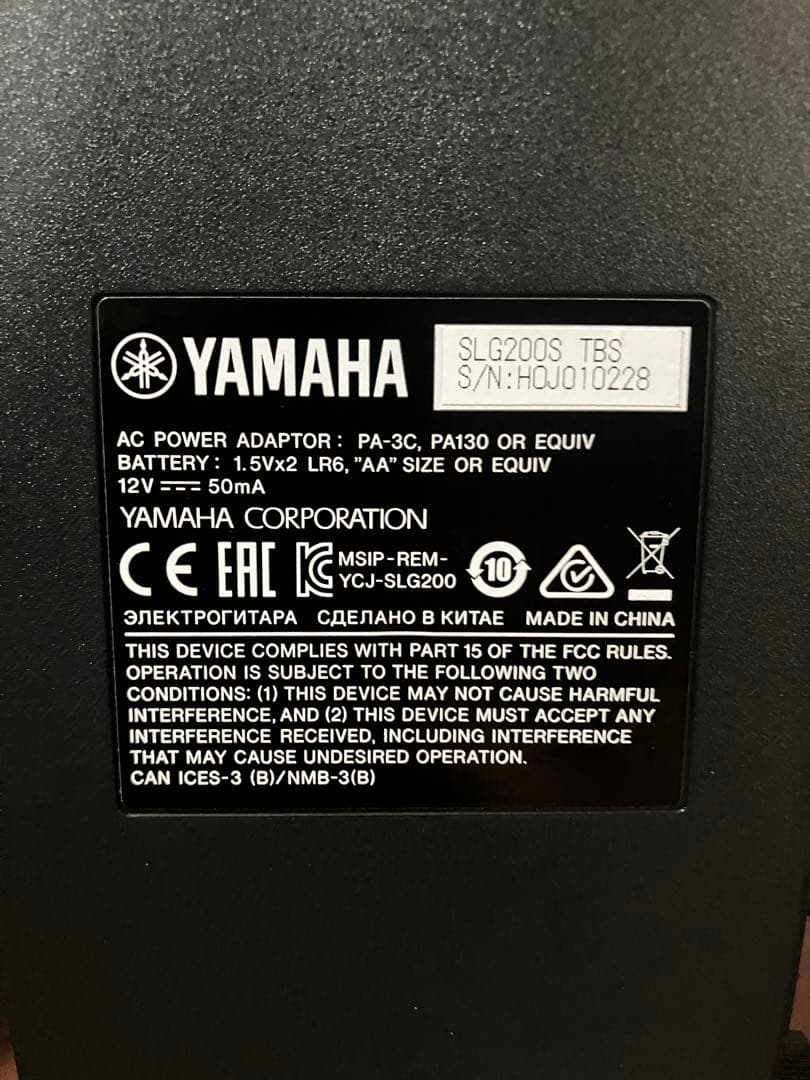 YAMAHA
SLG200S TBS
S/N:HOJ010228
AC POWER ADAPTOR: PA-3C, PA130 OR EQUIV
BATTERY: 1.5Vx2 LR6, "AA" SIZE OR EQUIV
12V 50mA
YAMAHA CORPORATION
CE EAC KC MSIP-REM-
YCJ-SLG200 10
ЭЛЕКТРОГИТАРА СДЕЛАНО В КИТАЕ MADE IN CHINA
THIS DEVICE COMPLIES WITH PART 15 OF THE FCC RULES.
OPERATION IS SUBJECT TO THE FOLLOWING TWO
CONDITIONS: (1) THIS DEVICE MAY NOT CAUSE HARMFUL
INTERFERENCE, AND (2) THIS DEVICE MUST ACCEPT ANY
INTERFERENCE RECEIVED, INCLUDING INTERFERENCE
THAT MAY CAUSE UNDESIRED OPERATION.
CAN ICES-3 (B)/NMB-3(B)